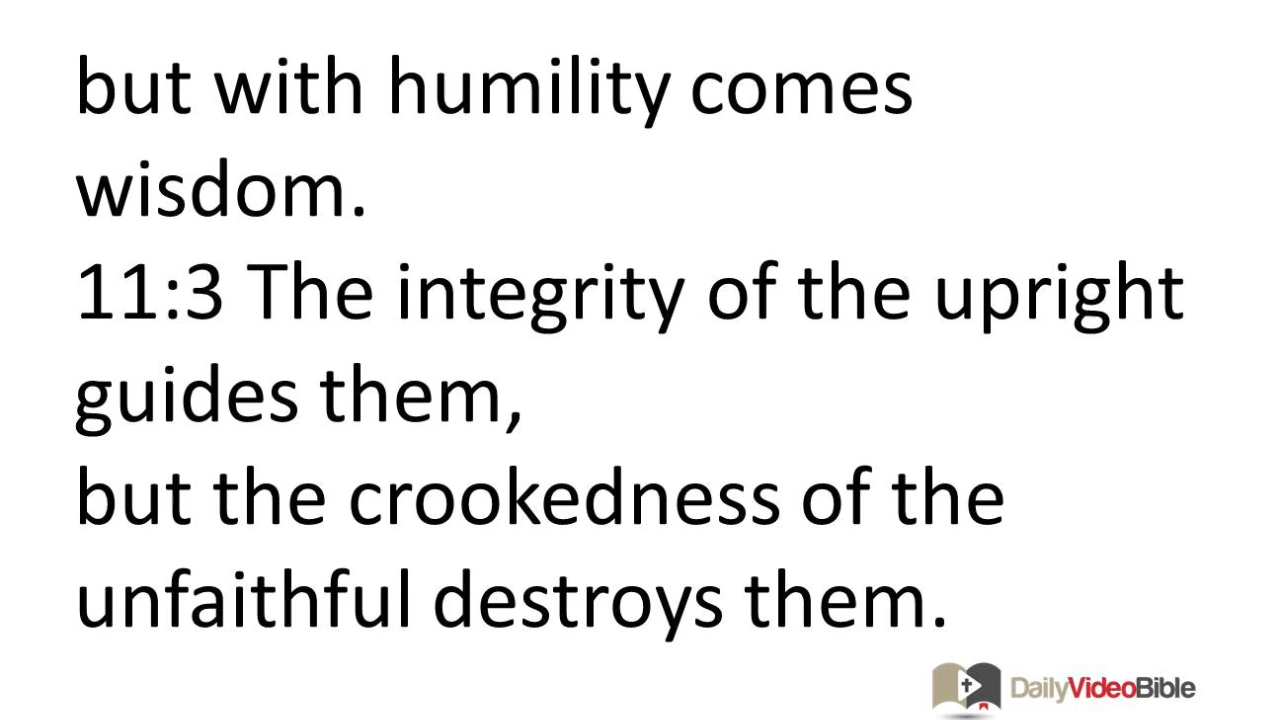 but with humility comes
wisdom.
11:3 The integrity of the upright
guides them,
but the crookedness of the
unfaithful destroys them.
DailyVideoBible